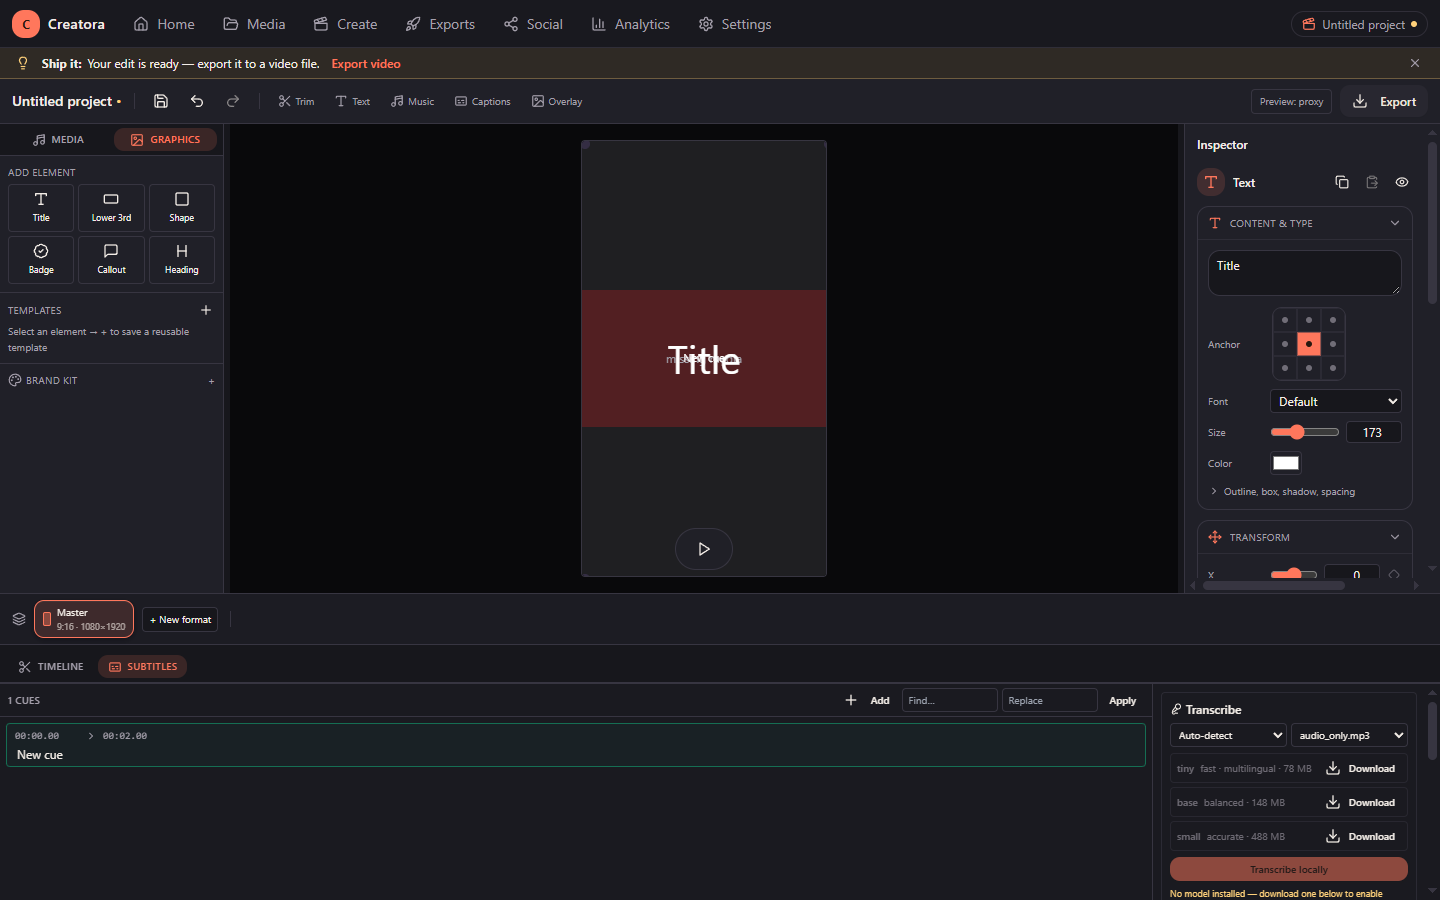 C Creatora Home Media Create Exports Social Analytics Settings Untitled project
Ship it: Your edit is ready — export it to a video file. Export video
Untitled project Trim Text Music Captions Overlay Preview: proxy Export
MEDIA GRAPHICS
ADD ELEMENT
Title Lower 3rd Shape
Badge Callout Heading
TEMPLATES +
Select an element → + to save a reusable
template
BRAND KIT +
Title
Inspector
Text
CONTENT & TYPE
Title
Anchor
Font Default
Size 173
Color
Outline, box, shadow, spacing
TRANSFORM
X 0
Master
9:16 · 1080×1920
+ New format
TIMELINE SUBTITLES
1 CUES + Add Find... Replace Apply
00:00.00 > 00:02.00
New cue
Transcribe
Auto-detect audio_only.mp3
tiny fast · multilingual · 78 MB Download
base balanced · 148 MB Download
small accurate · 488 MB Download
Transcribe locally
No model installed — download one below to enable